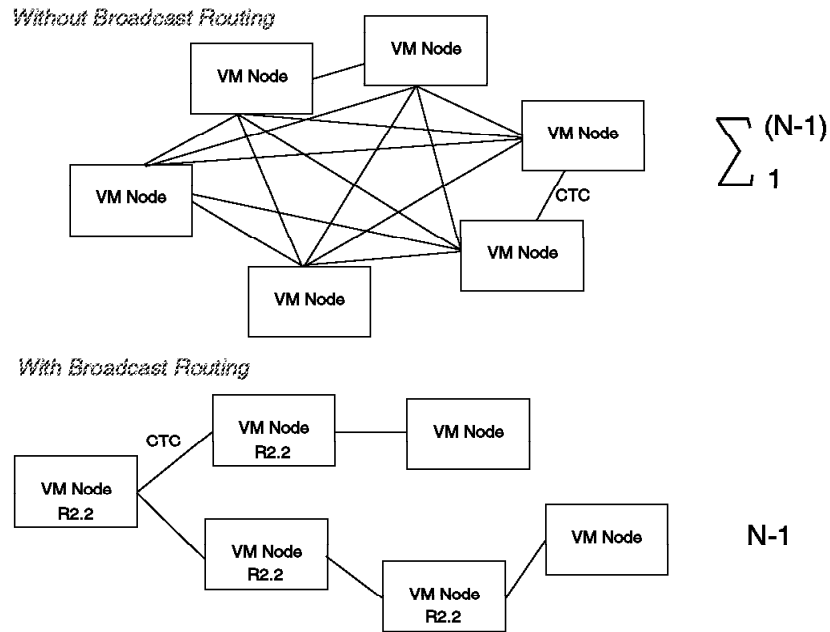 Without Broadcast Routing
VM Node
VM Node
VM Node
VM Node
VM Node
VM Node
CTC
∑ (N-1)
1
With Broadcast Routing
VM Node
R2.2
CTC
VM Node
R2.2
VM Node
VM Node
R2.2
VM Node
R2.2
VM Node
N-1